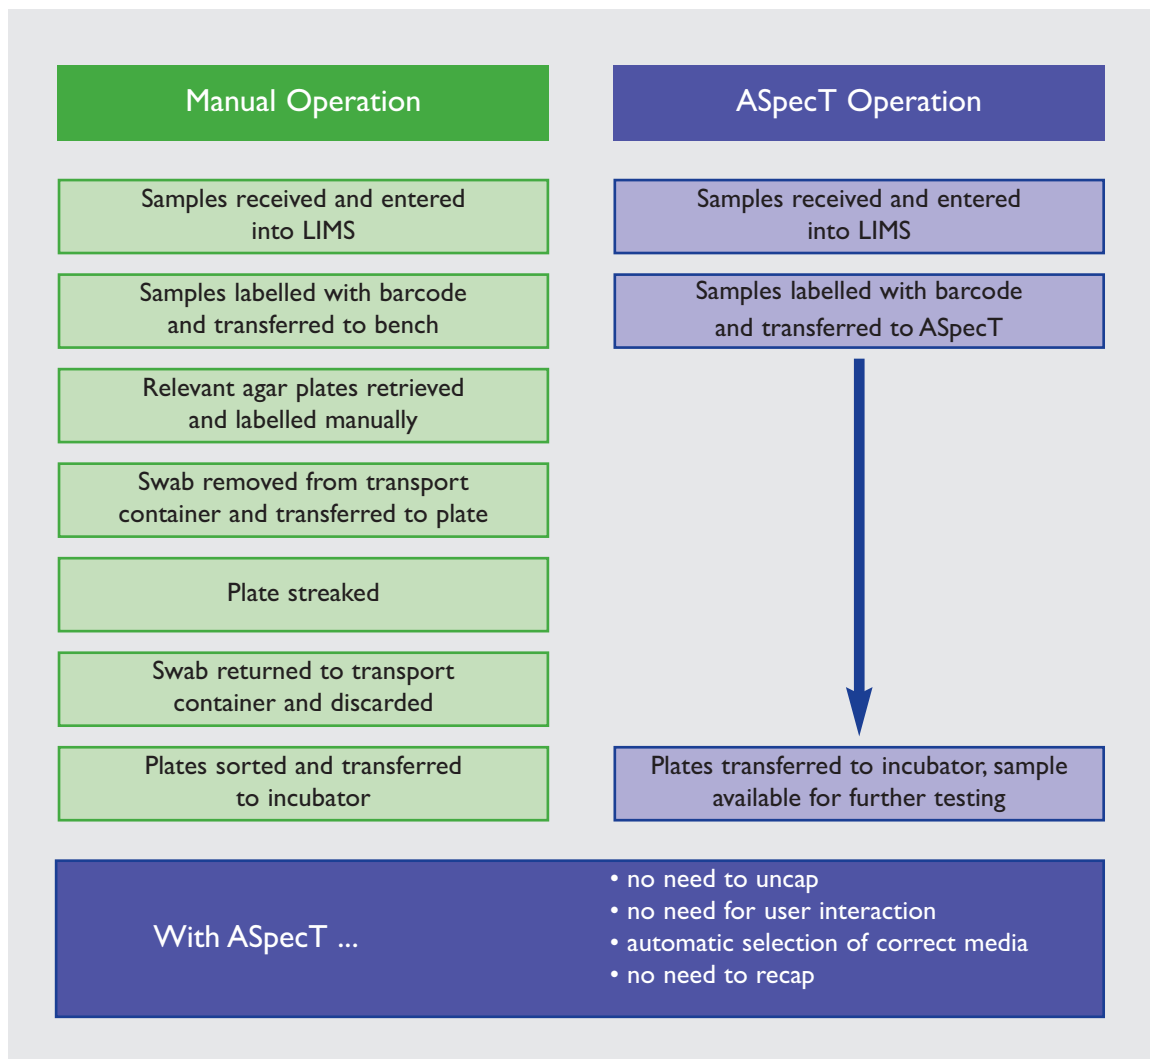 Manual Operation
Samples received and entered
into LIMS
Samples labelled with barcode
and transferred to bench
Relevant agar plates retrieved
and labelled manually
Swab removed from transport
container and transferred to plate
Plate streaked
Swab returned to transport
container and discarded
Plates sorted and transferred
to incubator
ASpecT Operation
Samples received and entered
into LIMS
Samples labelled with barcode
and transferred to ASpecT
Plates transferred to incubator, sample
available for further testing
With ASpecT ...
• no need to uncap
• no need for user interaction
• automatic selection of correct media
• no need to recap